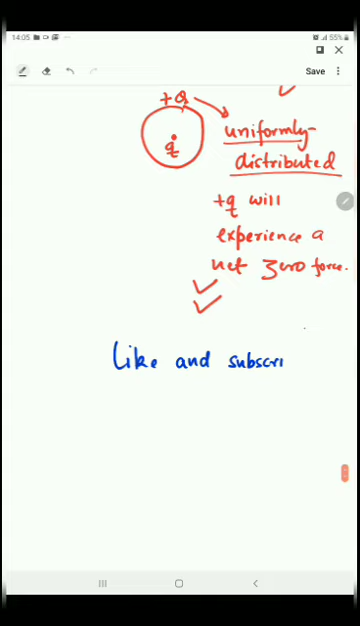 14:05
55%
Save
+Q
uniformly-
distributed
q
+q will
experience a
net zero force.
Like and subscri